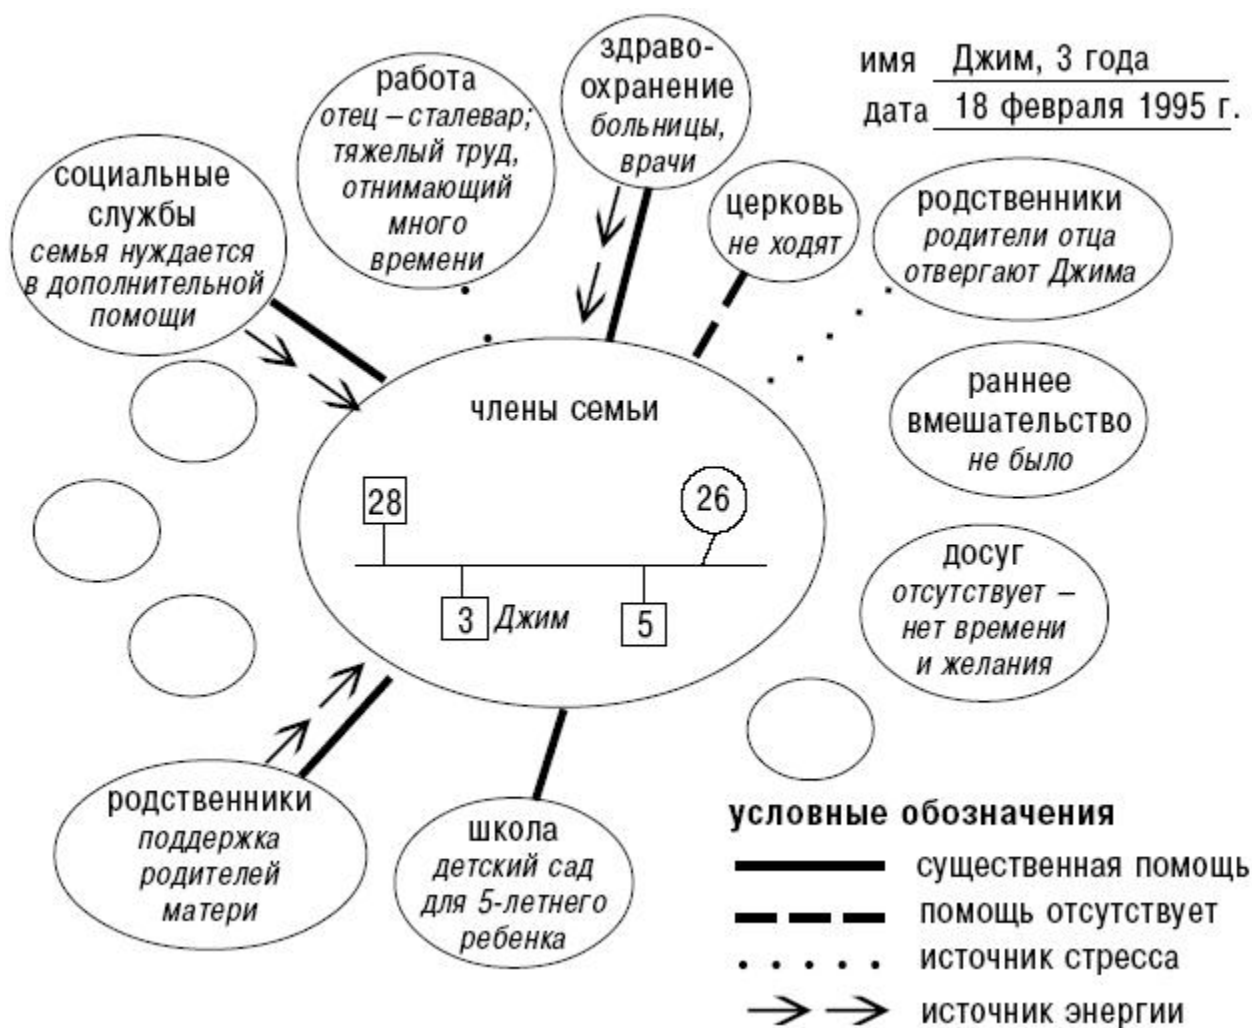 имя Джим, 3 года
дата 18 февраля 1995 г.
здраво-
охранение
больницы,
врачи
работа
отец – сталевар;
тяжелый труд,
отнимающий
много
времени
социальные
службы
семья нуждается
в дополнительной
помощи
церковь
не ходят
родственники
родители отца
отвергают Джима
раннее
вмешательство
не было
досуг
отсутствует –
нет времени
и желания
члены семьи
28
26
3 Джим
5
родственники
поддержка
родителей
матери
школа
детский сад
для 5-летнего
ребенка
условные обозначения
существенная помощь
помощь отсутствует
источник стресса
источник энергии